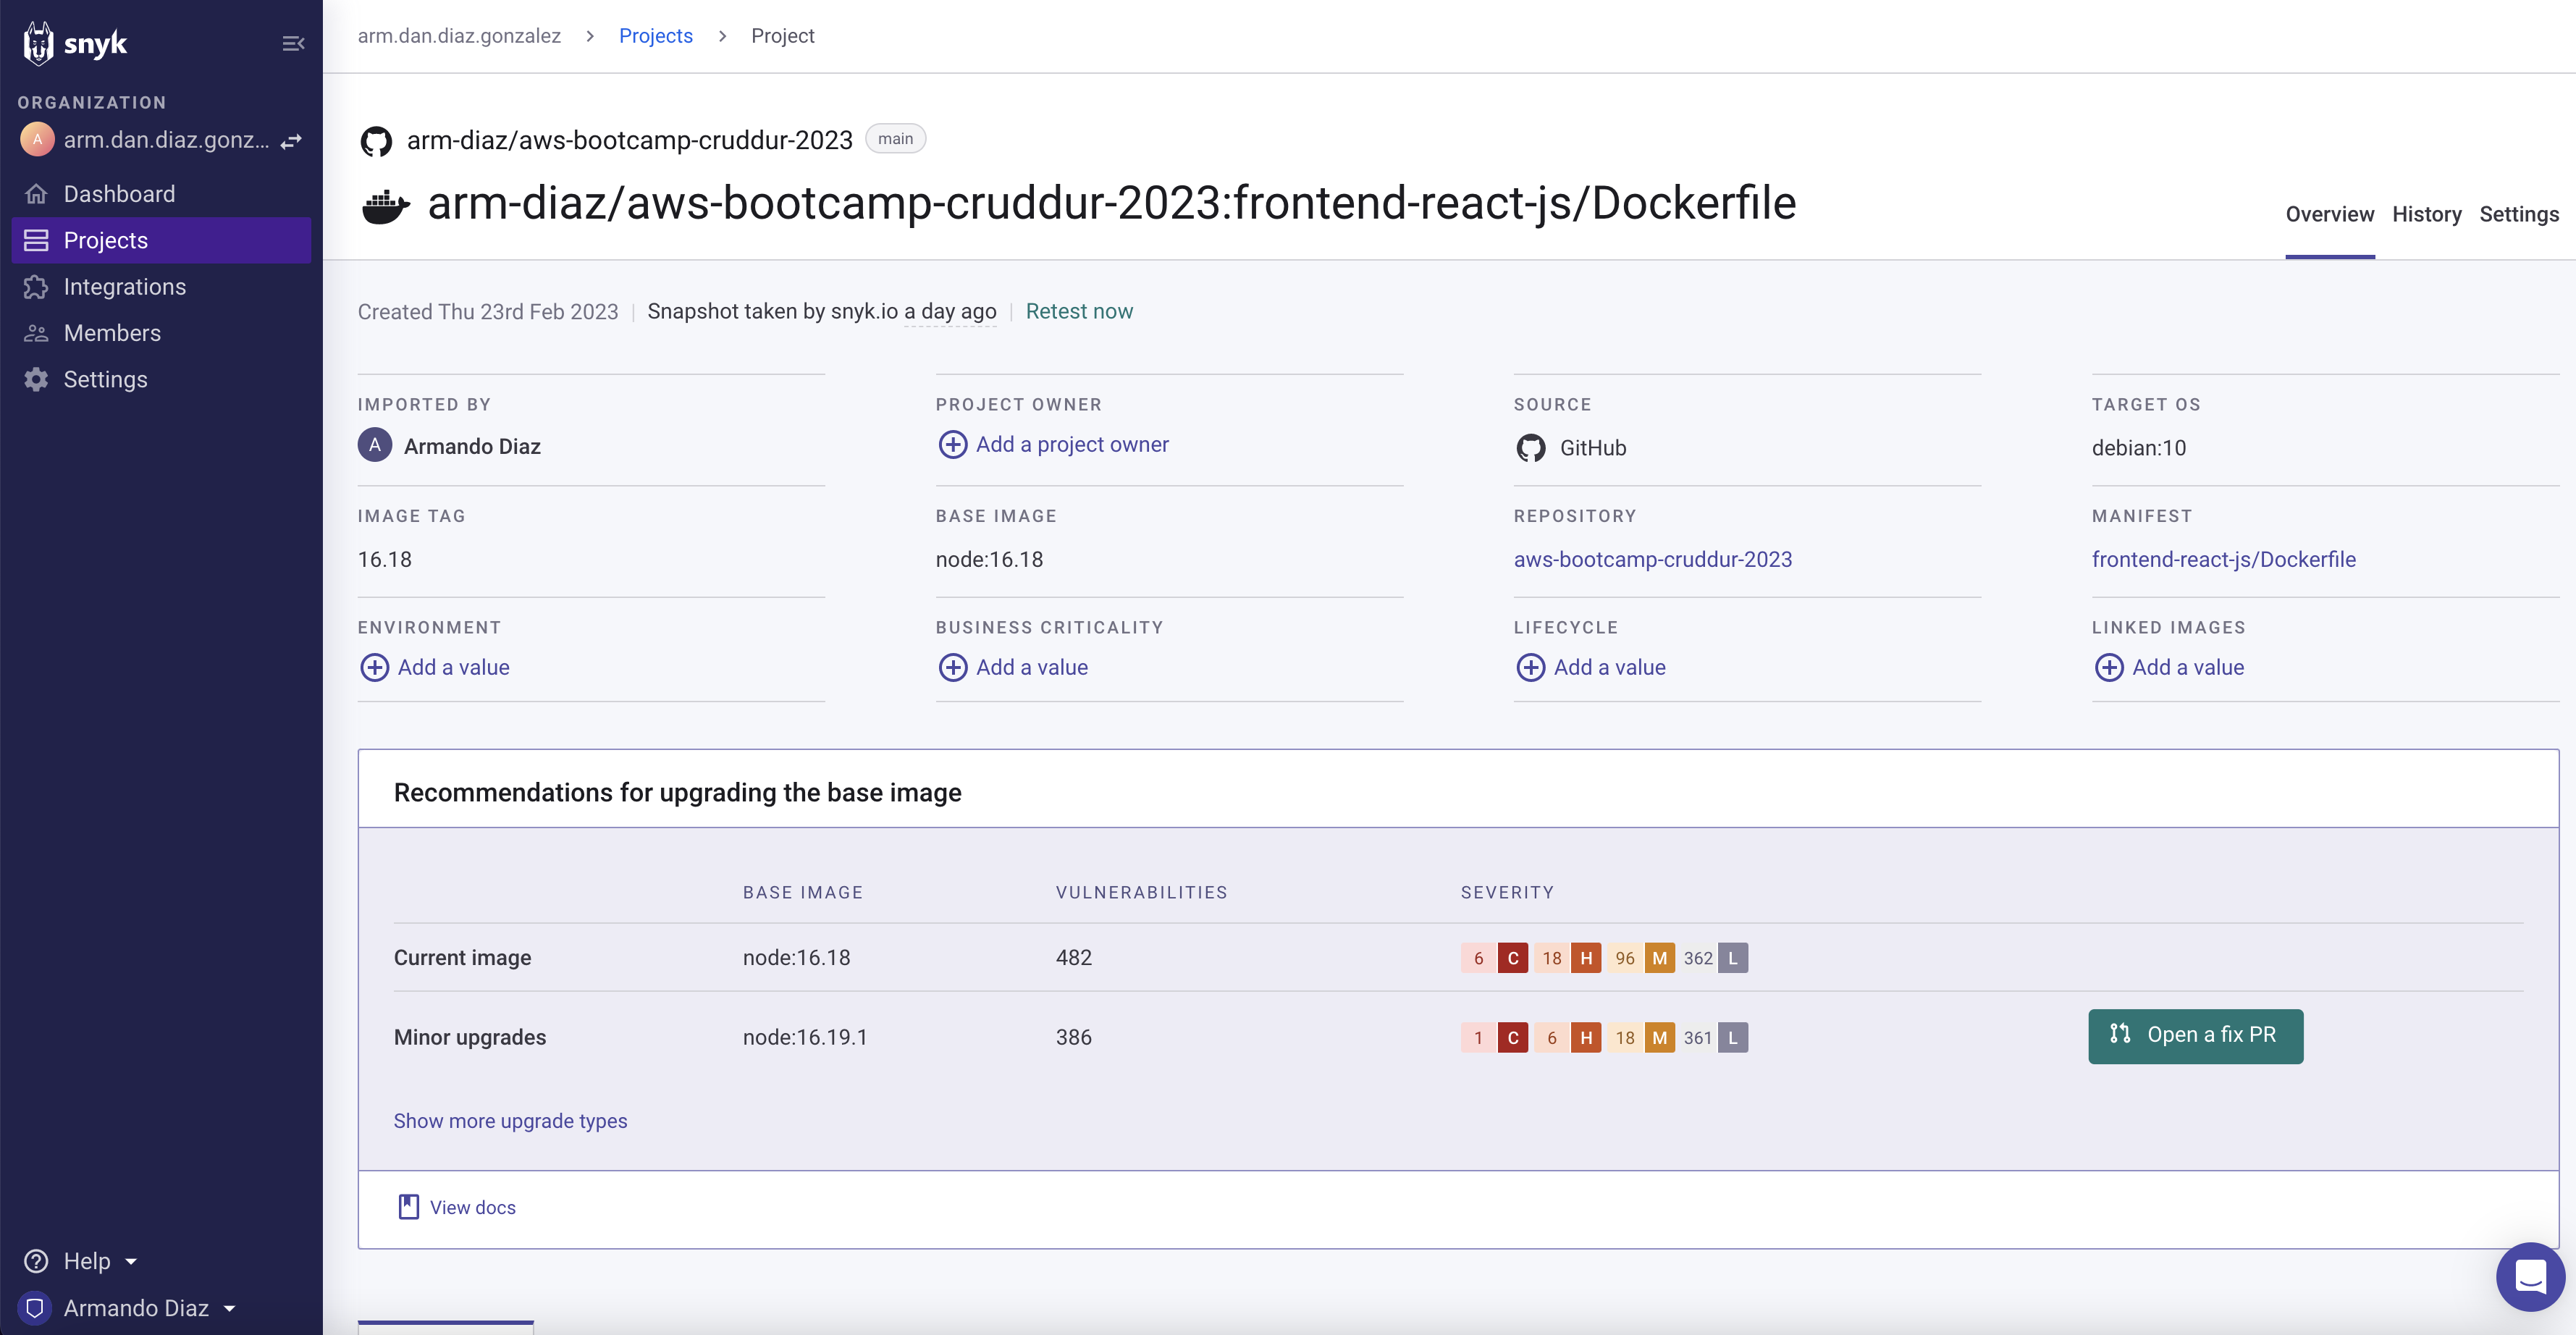 snyk
ORGANIZATION
A arm.dan.diaz.gonz...
Dashboard
Projects
Integrations
Members
Settings
Help
Armando Diaz
arm.dan.diaz.gonzalez > Projects > Project
arm-diaz/aws-bootcamp-cruddur-2023 main
arm-diaz/aws-bootcamp-cruddur-2023:frontend-react-js/Dockerfile
Overview History Settings
Created Thu 23rd Feb 2023 | Snapshot taken by snyk.io a day ago | Retest now
IMPORTED BY PROJECT OWNER SOURCE TARGET OS
A Armando Diaz Add a project owner GitHub debian:10
IMAGE TAG BASE IMAGE REPOSITORY MANIFEST
16.18 node:16.18 aws-bootcamp-cruddur-2023 frontend-react-js/Dockerfile
ENVIRONMENT BUSINESS CRITICALITY LIFECYCLE LINKED IMAGES
Add a value Add a value Add a value Add a value
Recommendations for upgrading the base image
BASE IMAGE VULNERABILITIES SEVERITY
Current image node:16.18 482 6 C 18 H 96 M 362 L
Minor upgrades node:16.19.1 386 1 C 6 H 18 M 361 L Open a fix PR
Show more upgrade types
View docs